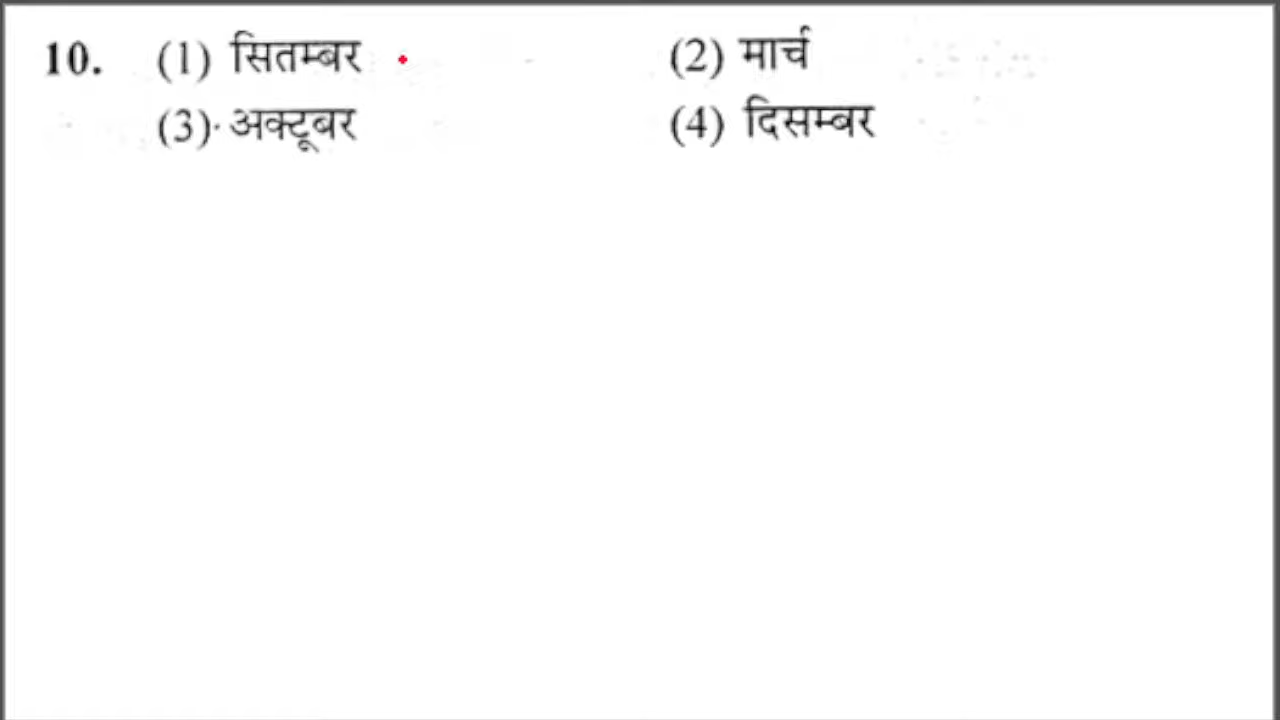 10. (1) सितम्बर (2) मार्च
(3) अक्टूबर (4) दिसम्बर